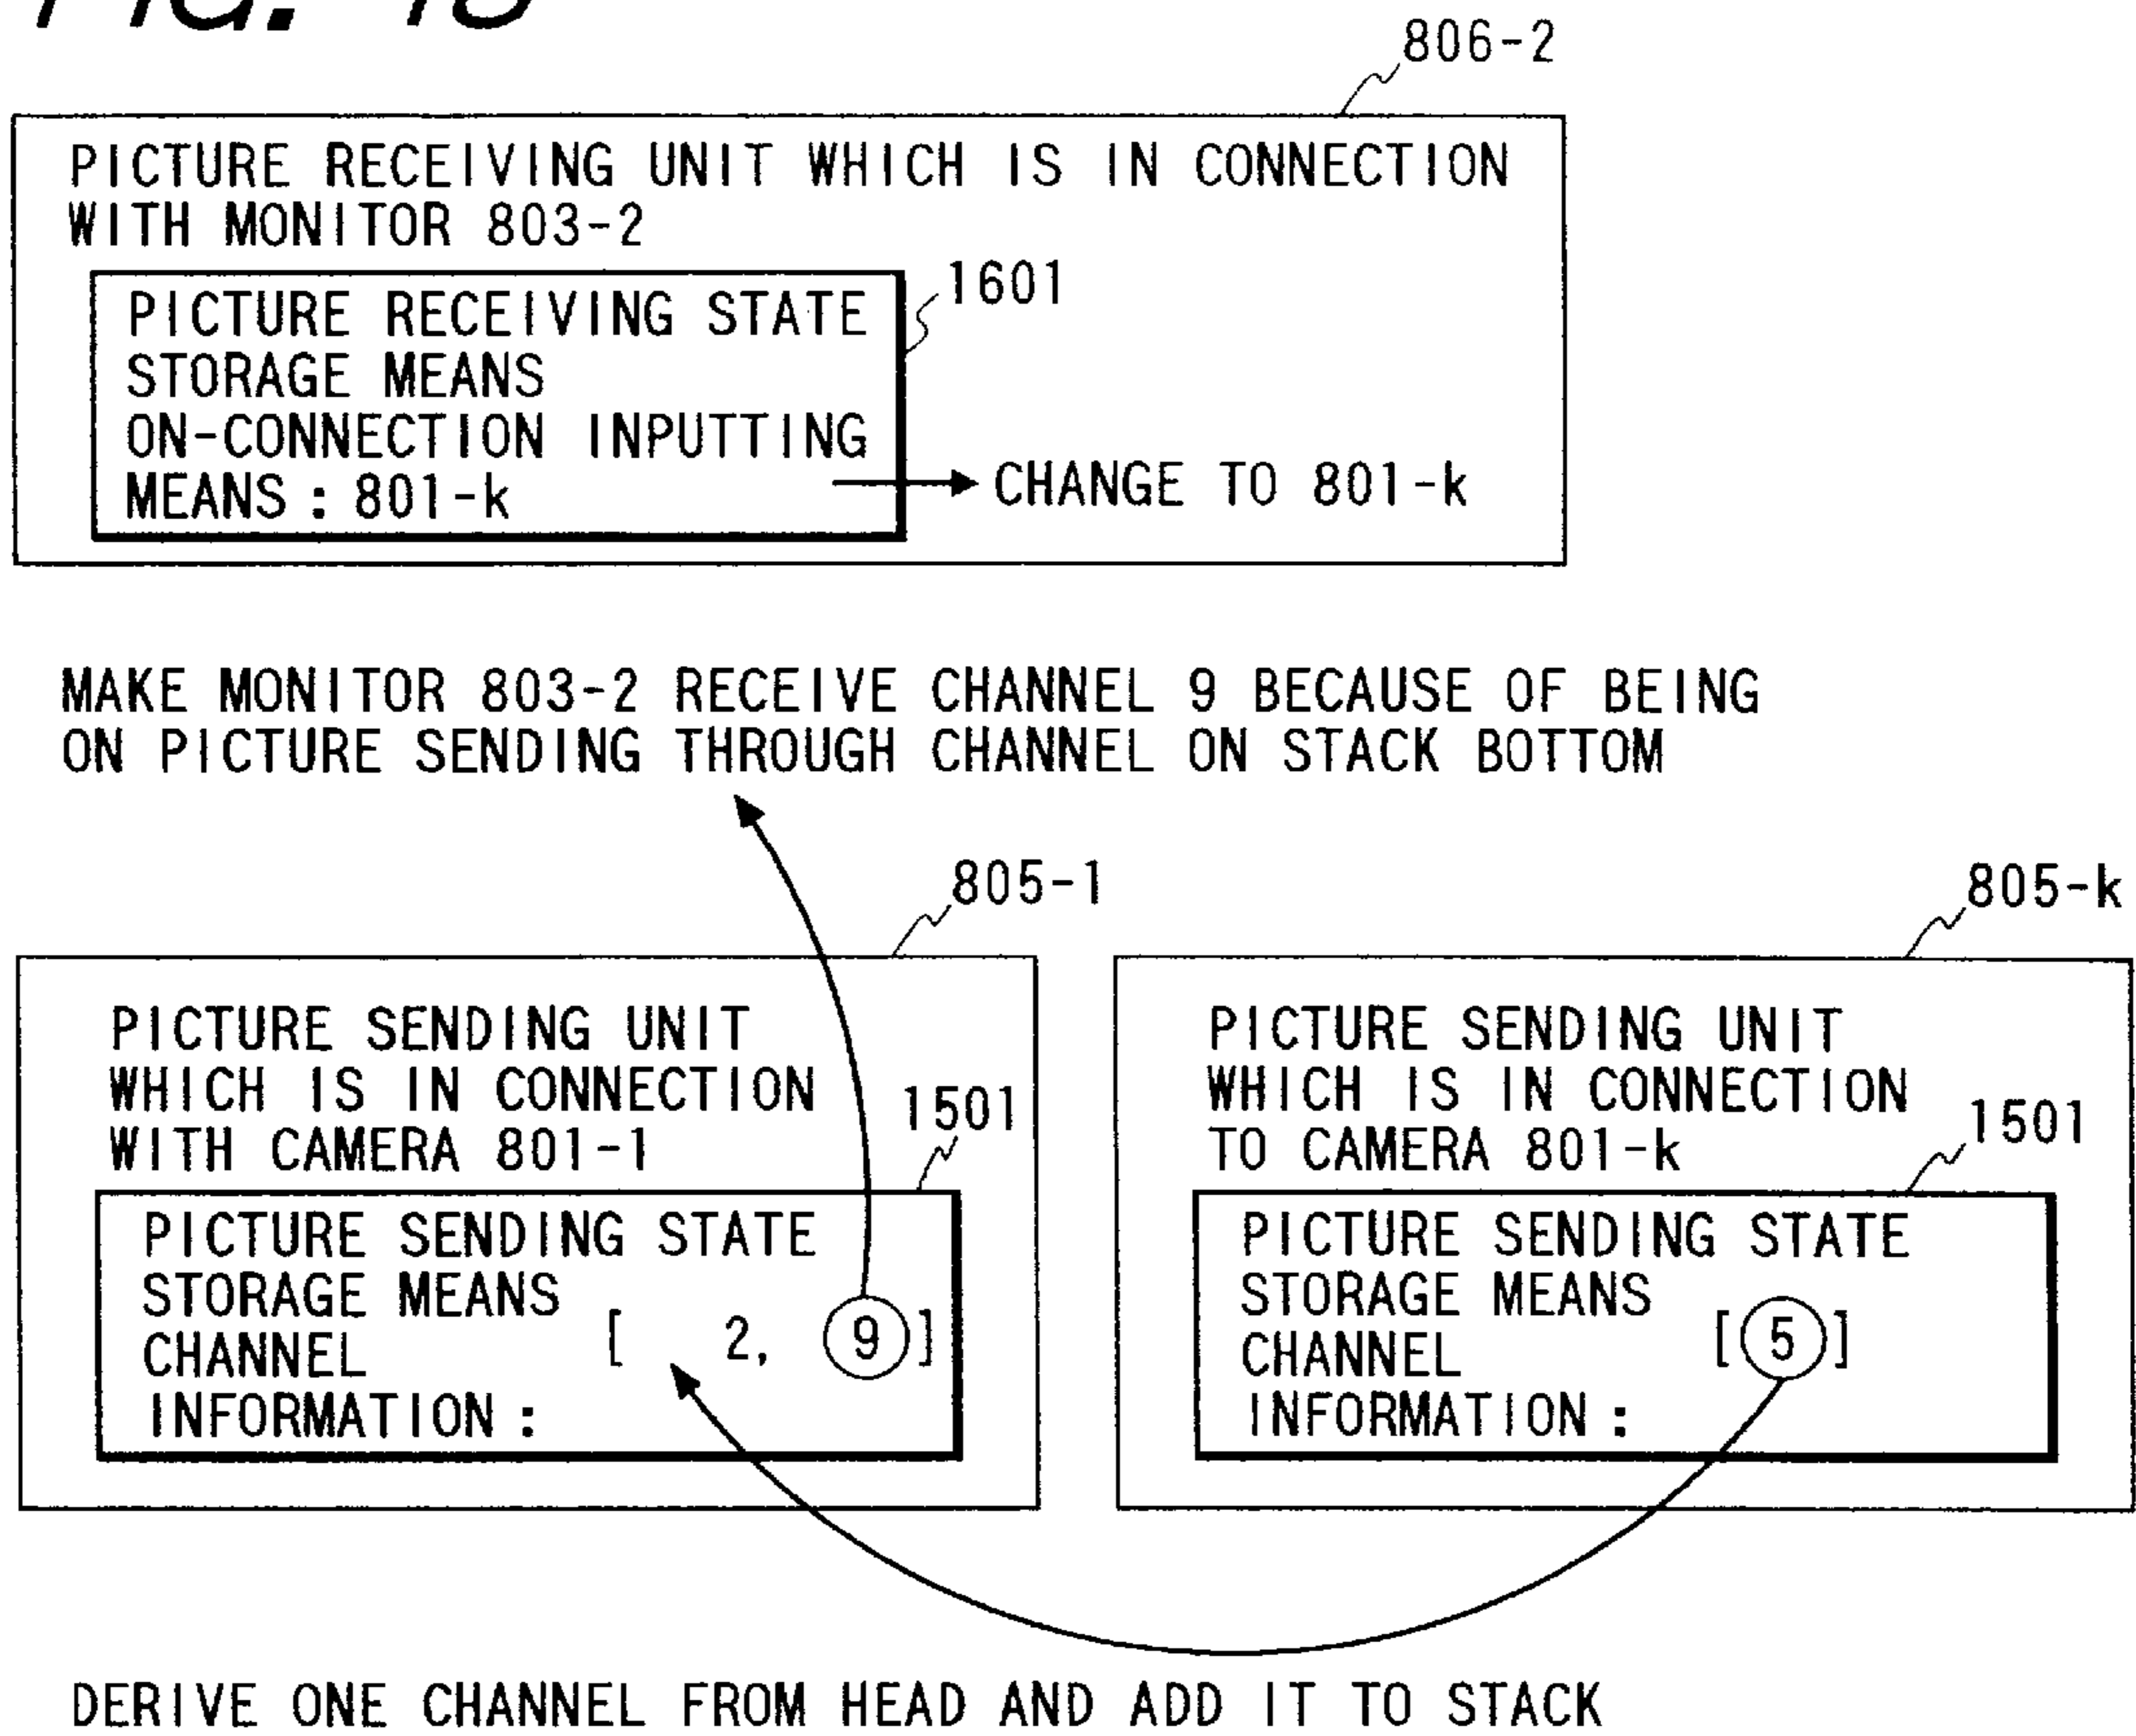 FIG.
806-2
PICTURE RECEIVING UNIT WHICH IS IN CONNECTION
WITH MONITOR 803-2
1601
PICTURE RECEIVING STATE
STORAGE MEANS
ON-CONNECTION INPUTTING
MEANS : 801-k
CHANGE TO 801-k
MAKE MONITOR 803-2 RECEIVE CHANNEL 9 BECAUSE OF BEING
ON PICTURE SENDING THROUGH CHANNEL ON STACK BOTTOM
805-1
PICTURE SENDING UNIT
WHICH IS IN CONNECTION
WITH CAMERA 801-1
1501
PICTURE SENDING STATE
STORAGE MEANS
CHANNEL [ 2, 9 ]
INFORMATION :
805-k
PICTURE SENDING UNIT
WHICH IS IN CONNECTION
TO CAMERA 801-k
1501
PICTURE SENDING STATE
STORAGE MEANS
CHANNEL [ 5 ]
INFORMATION :
DERIVE ONE CHANNEL FROM HEAD AND ADD IT TO STACK